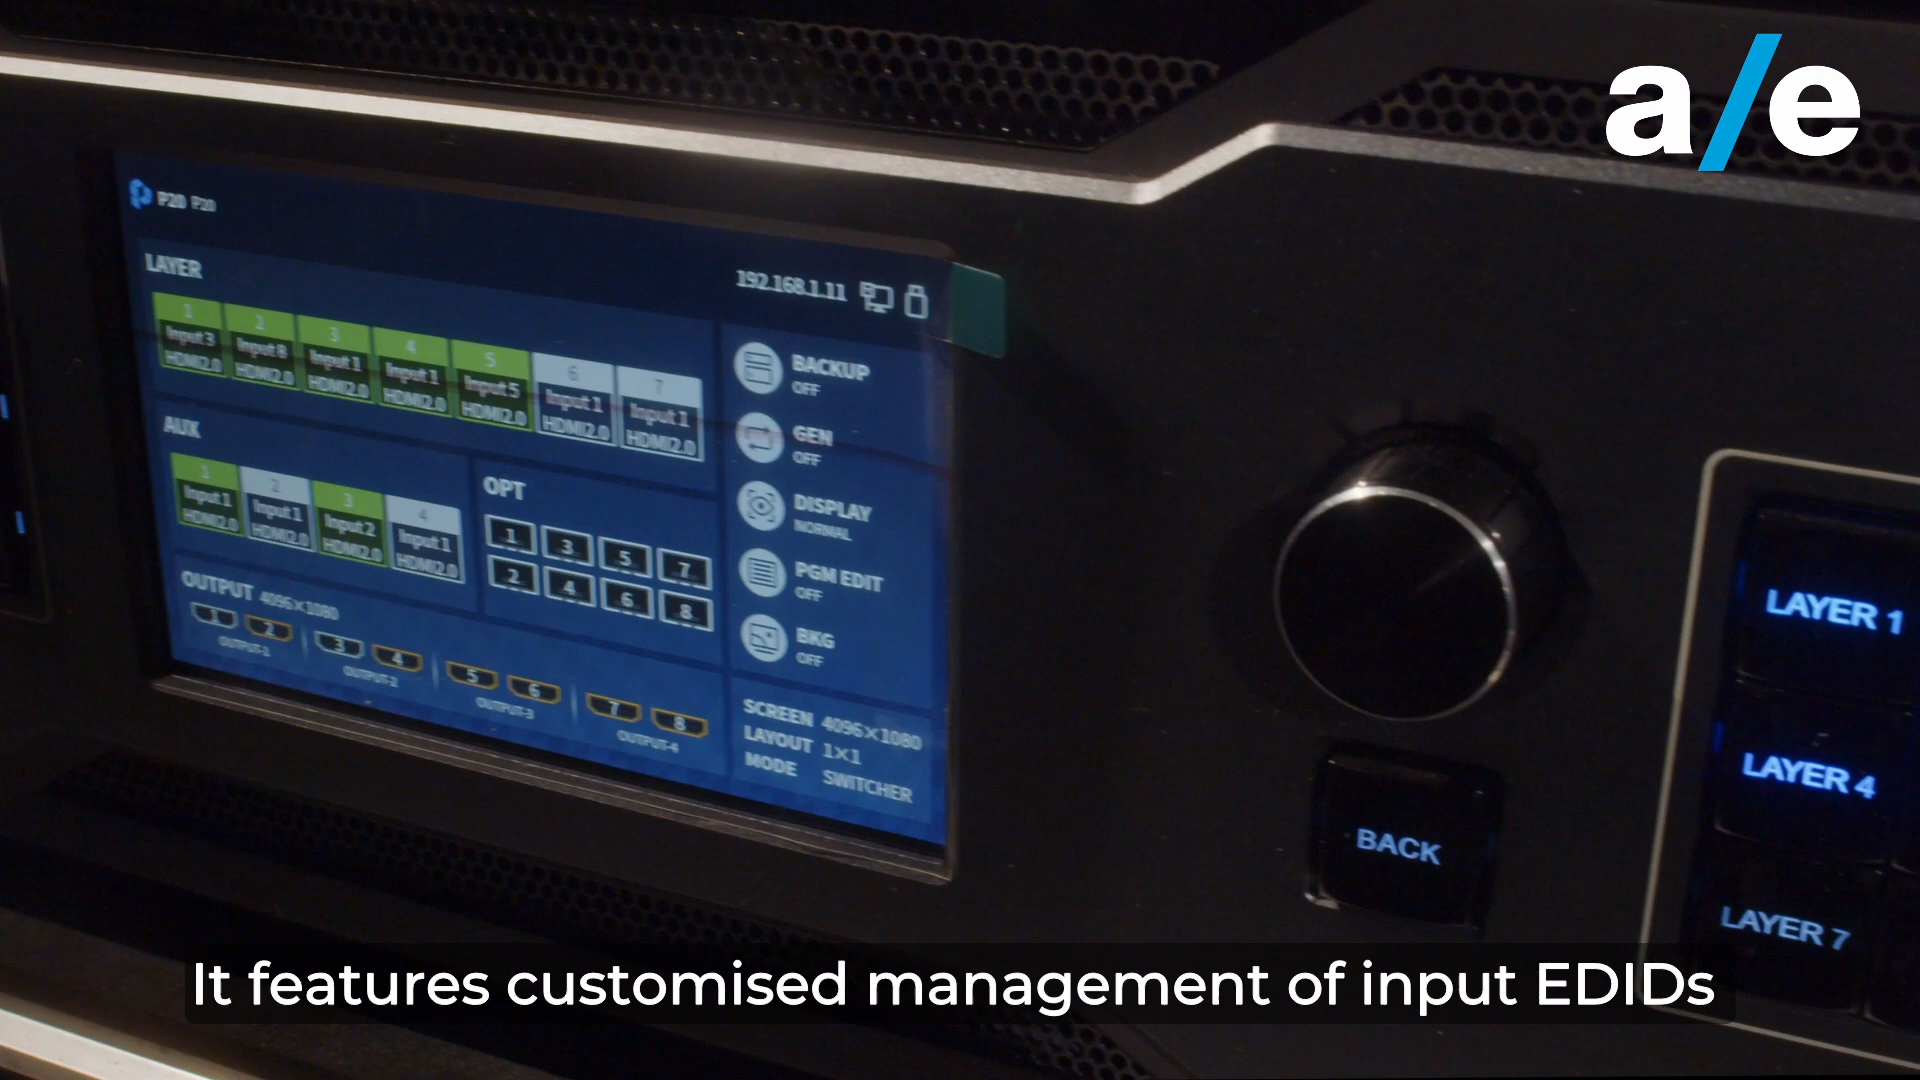 a/e
P20 P20
192.168.1.11
LAYER
1 2 3 4 5 6 7
Input 3 Input 8 Input 1 Input 1 Input 5 Input 1 Input 1
HDMI2.0 HDMI2.0 HDMI2.0 HDMI2.0 HDMI2.0 HDMI2.0 HDMI2.0
AUX
1 2 3 4
Input 1 Input 1 Input 2 Input 1
HDMI2.0 HDMI2.0 HDMI2.0 HDMI2.0
OPT
1 3 5 7
2 4 6 8
OUTPUT 4096×1080
1 2 3 4 5 6 7 8
OUTPUT-1 OUTPUT-2 OUTPUT-3 OUTPUT-4
BACKUP
OFF
GEN
OFF
DISPLAY
NORMAL
PGM EDIT
OFF
BKG
OFF
SCREEN 4096×1080
LAYOUT 1×1
MODE SWITCHER
BACK
LAYER 1
LAYER 4
LAYER 7
It features customised management of input EDIDs